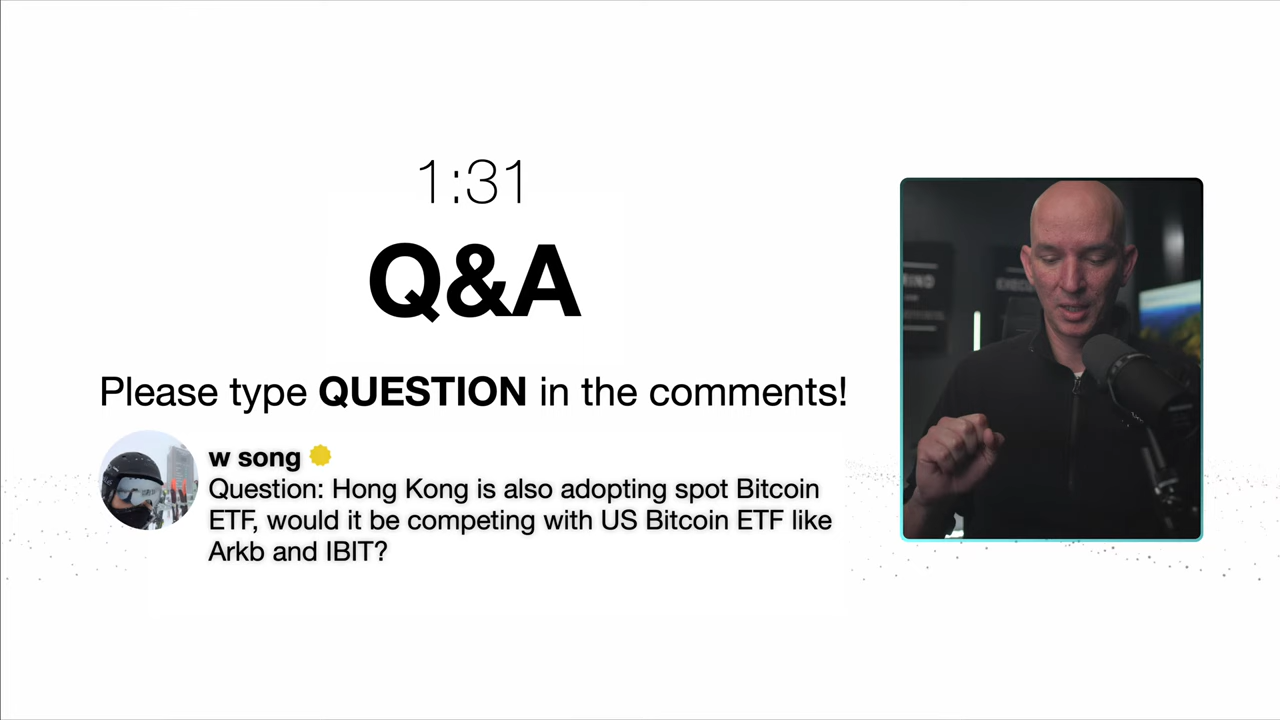 1:31
Q&A
Please type QUESTION in the comments!
w song
Question: Hong Kong is also adopting spot Bitcoin
ETF, would it be competing with US Bitcoin ETF like
Arkb and IBIT?